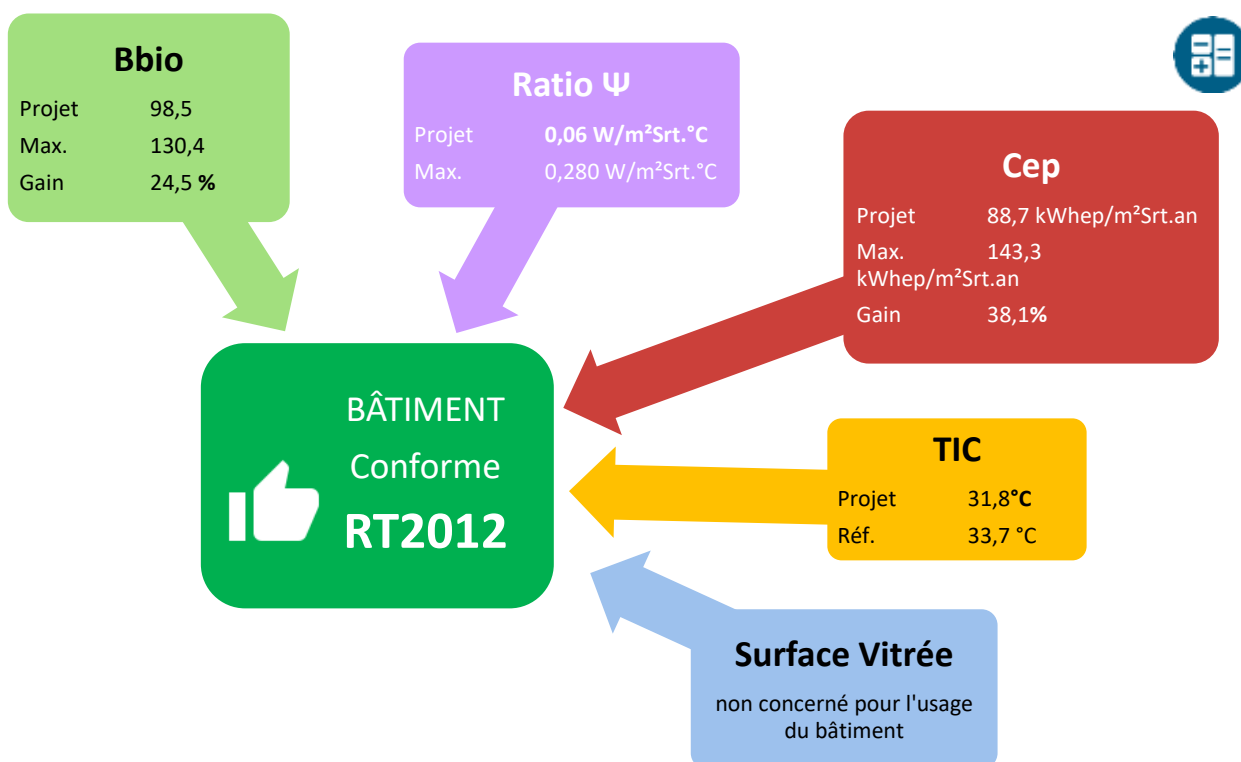 Bbio
Projet 98,5
Max. 130,4
Gain 24,5 %
Ratio Ψ
Projet 0,06 W/m²Srt.°C
Max. 0,280 W/m²Srt.°C
Cep
Projet 88,7 kWhep/m²Srt.an
Max. 143,3
kWhep/m²Srt.an
Gain 38,1%
BÂTIMENT
Conforme
RT2012
TIC
Projet 31,8°C
Réf. 33,7 °C
Surface Vitrée
non concerné pour l'usage
du bâtiment